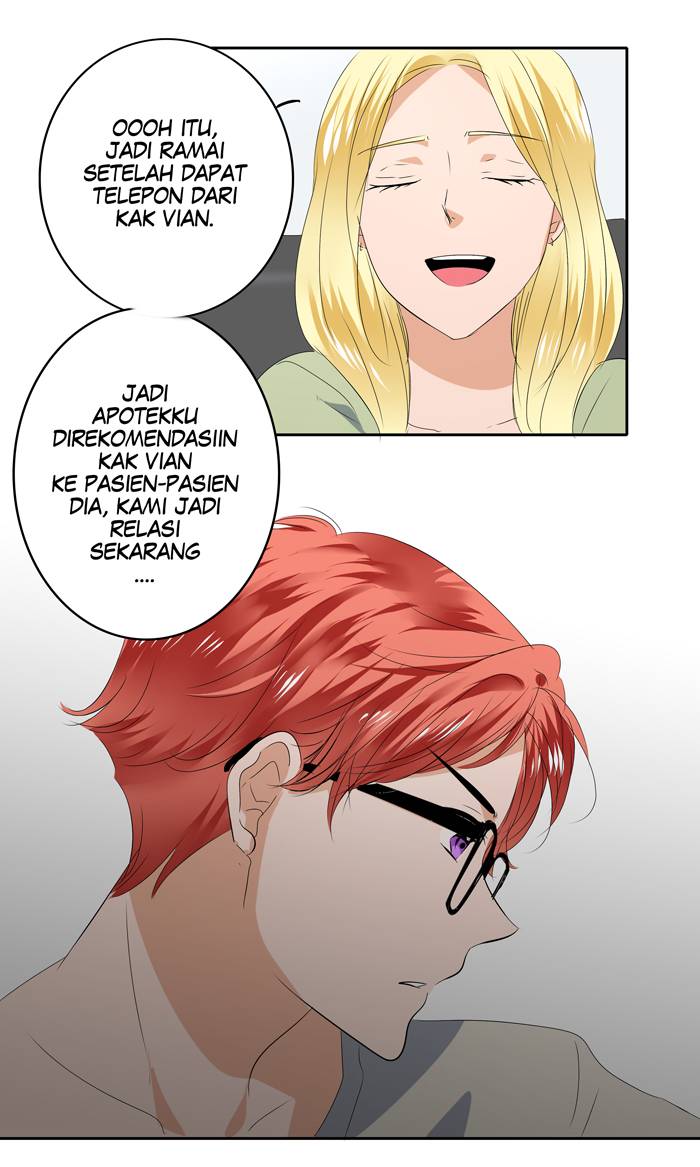 OOOH ITU,
JADI RAMAI
SETELAH DAPAT
TELEPON DARI
KAK VIAN.
JADI
APOTEKKU
DIREKOMENDASIIN
KAK VIAN
KE PASIEN-PASIEN
DIA, KAMI JADI
RELASI
SEKARANG
....